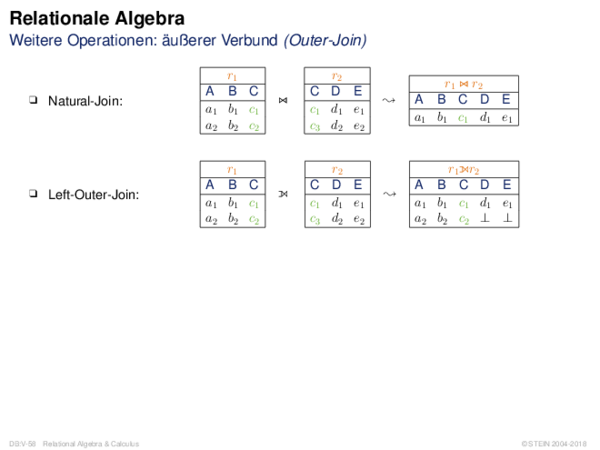 Relationale Algebra
Weitere Operationen: äußerer Verbund (Outer-Join)
r₁ r₂ r₁ ⋈ r₂
❑ Natural-Join: A B C ⋈ C D E ⤳ A B C D E
a₁ b₁ c₁ c₁ d₁ e₁ a₁ b₁ c₁ d₁ e₁
a₂ b₂ c₂ c₃ d₂ e₂
r₁ r₂ r₁⟕r₂
❑ Left-Outer-Join: A B C ⟕ C D E ⤳ A B C D E
a₁ b₁ c₁ c₁ d₁ e₁ a₁ b₁ c₁ d₁ e₁
a₂ b₂ c₂ c₃ d₂ e₂ a₂ b₂ c₂ ⊥ ⊥
DB:V-58 Relational Algebra & Calculus ©STEIN 2004-2018